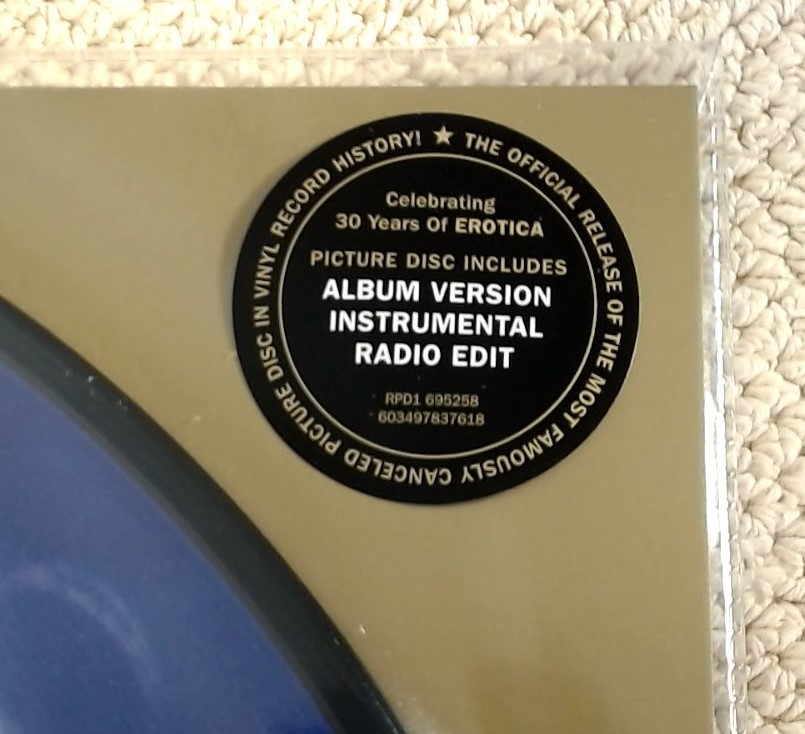 ★ THE OFFICIAL RELEASE OF THE MOST FAMOUSLY CANCELED PICTURE DISC IN VINYL RECORD HISTORY!
Celebrating
30 Years Of EROTICA
PICTURE DISC INCLUDES
ALBUM VERSION
INSTRUMENTAL
RADIO EDIT
RPD1 695258
603497837618